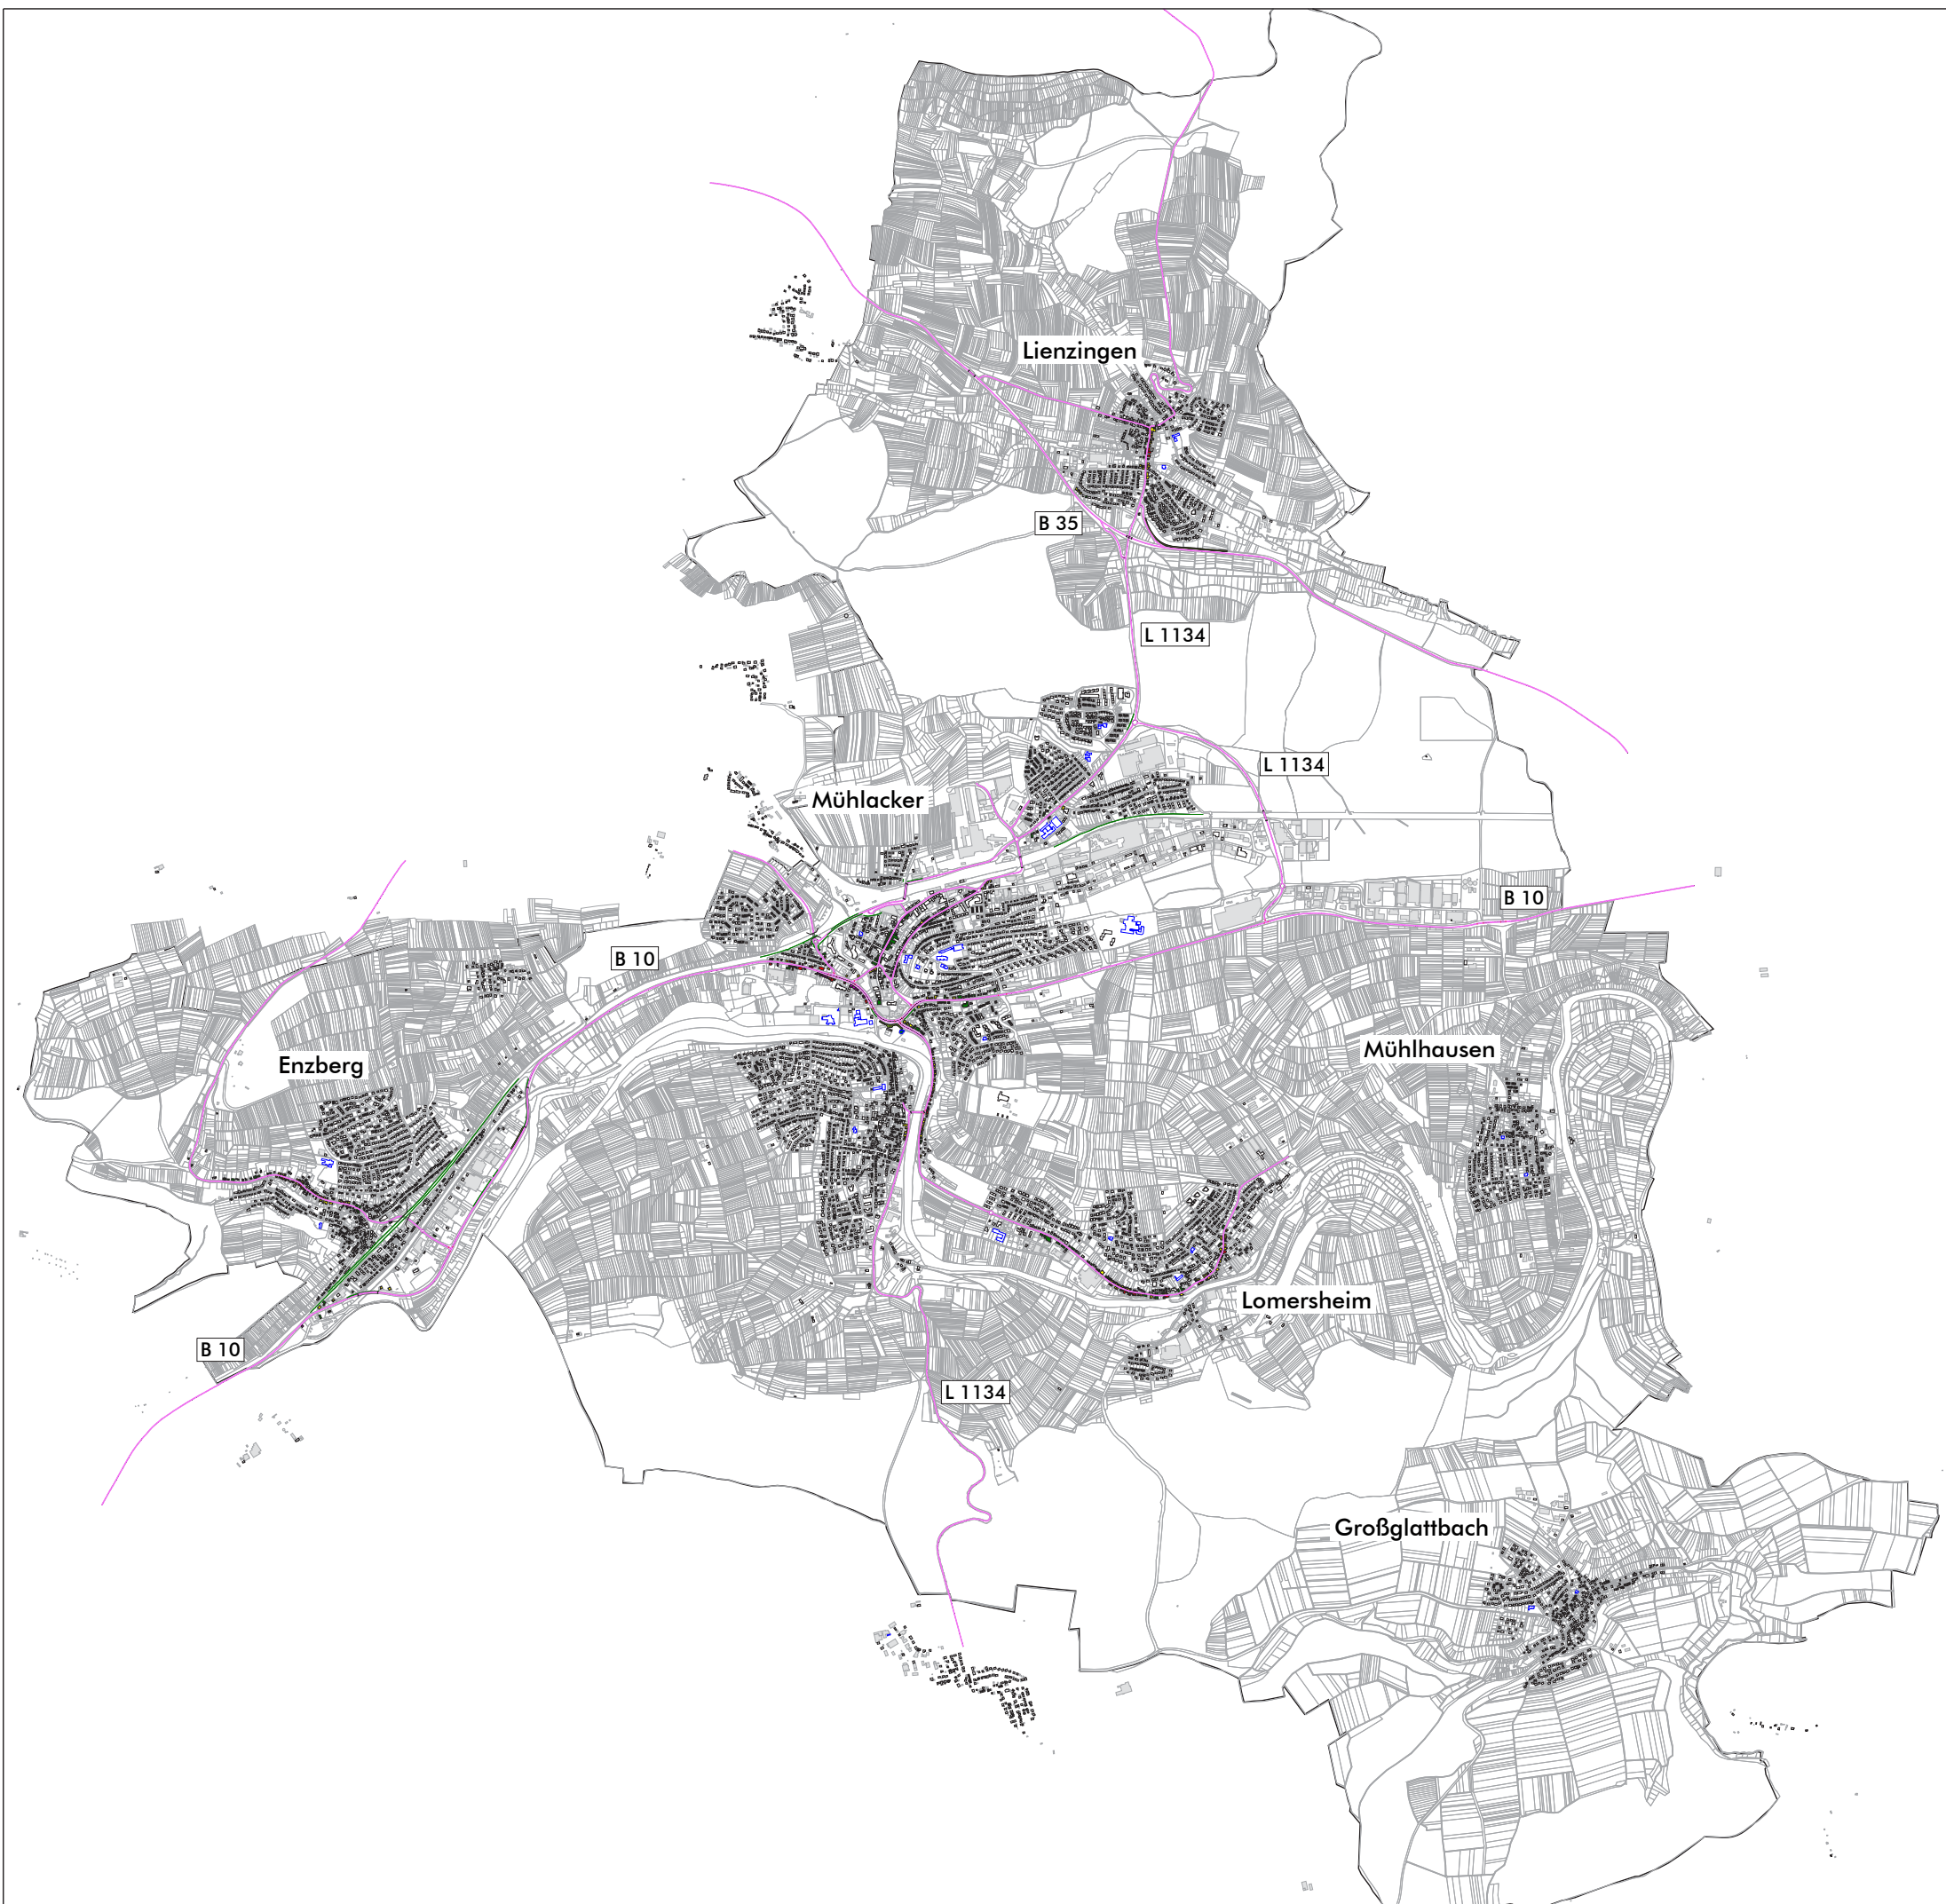 Lienzingen
B 35
L 1134
L 1134
Mühlacker
B 10
B 10
Mühlhausen
Enzberg
Lomersheim
B 10
L 1134
Großglattbach